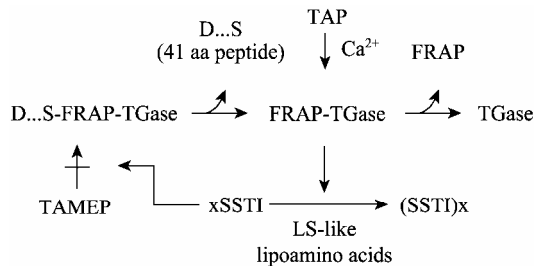 D...S
(41 aa peptide)
TAP
Ca²⁺
FRAP
D...S-FRAP-TGase
FRAP-TGase
TGase
TAMEP
xSSTI
(SSTI)x
LS-like
lipoamino acids